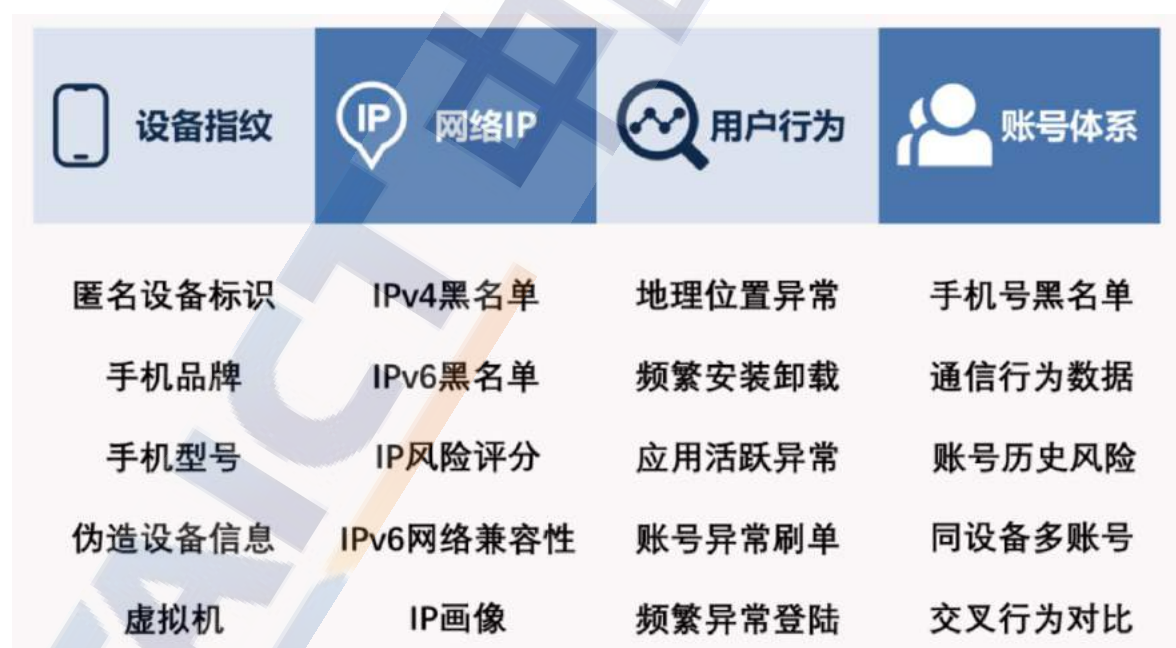 设备指纹 IP 网络IP 用户行为 账号体系
匿名设备标识 IPv4黑名单 地理位置异常 手机号黑名单
手机品牌 IPv6黑名单 频繁安装卸载 通信行为数据
手机型号 IP风险评分 应用活跃异常 账号历史风险
伪造设备信息 IPv6网络兼容性 账号异常刷单 同设备多账号
虚拟机 IP画像 频繁异常登陆 交叉行为对比